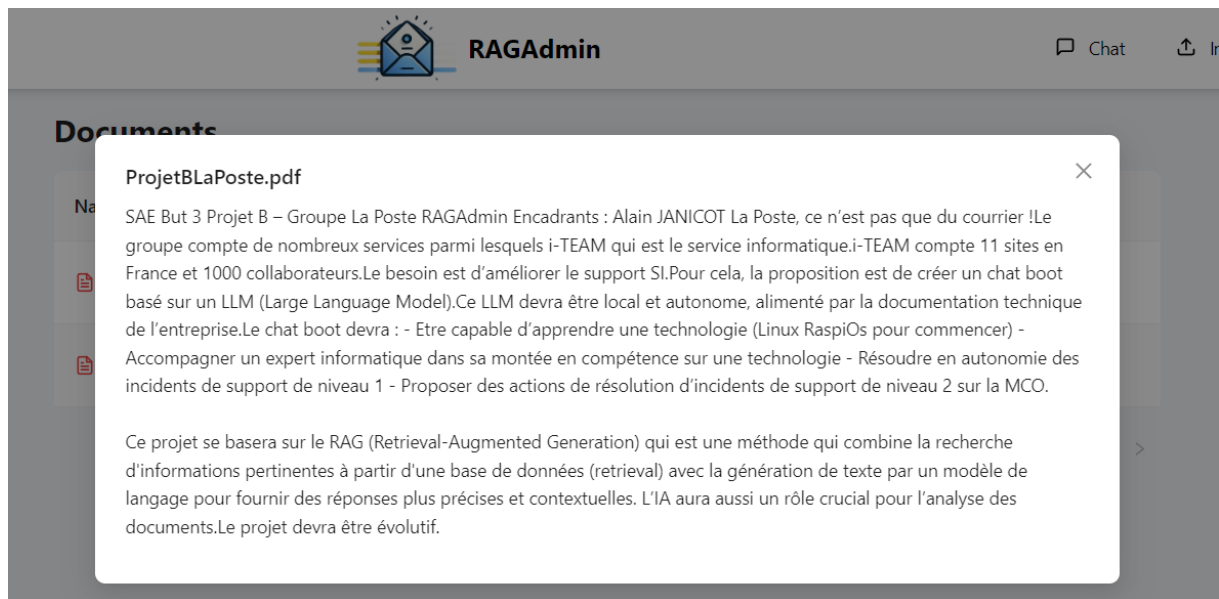 RAGAdmin
Chat
Documents
ProjetBLaPoste.pdf
SAE But 3 Projet B – Groupe La Poste RAGAdmin Encadrants : Alain JANICOT La Poste, ce n’est pas que du courrier !Le
groupe compte de nombreux services parmi lesquels i-TEAM qui est le service informatique.i-TEAM compte 11 sites en
France et 1000 collaborateurs.Le besoin est d’améliorer le support SI.Pour cela, la proposition est de créer un chat boot
basé sur un LLM (Large Language Model).Ce LLM devra être local et autonome, alimenté par la documentation technique
de l’entreprise.Le chat boot devra : - Etre capable d’apprendre une technologie (Linux RaspiOs pour commencer) -
Accompagner un expert informatique dans sa montée en compétence sur une technologie - Résoudre en autonomie des
incidents de support de niveau 1 - Proposer des actions de résolution d’incidents de support de niveau 2 sur la MCO.
Ce projet se basera sur le RAG (Retrieval-Augmented Generation) qui est une méthode qui combine la recherche
d'informations pertinentes à partir d'une base de données (retrieval) avec la génération de texte par un modèle de
langage pour fournir des réponses plus précises et contextuelles. L’IA aura aussi un rôle crucial pour l’analyse des
documents.Le projet devra être évolutif.